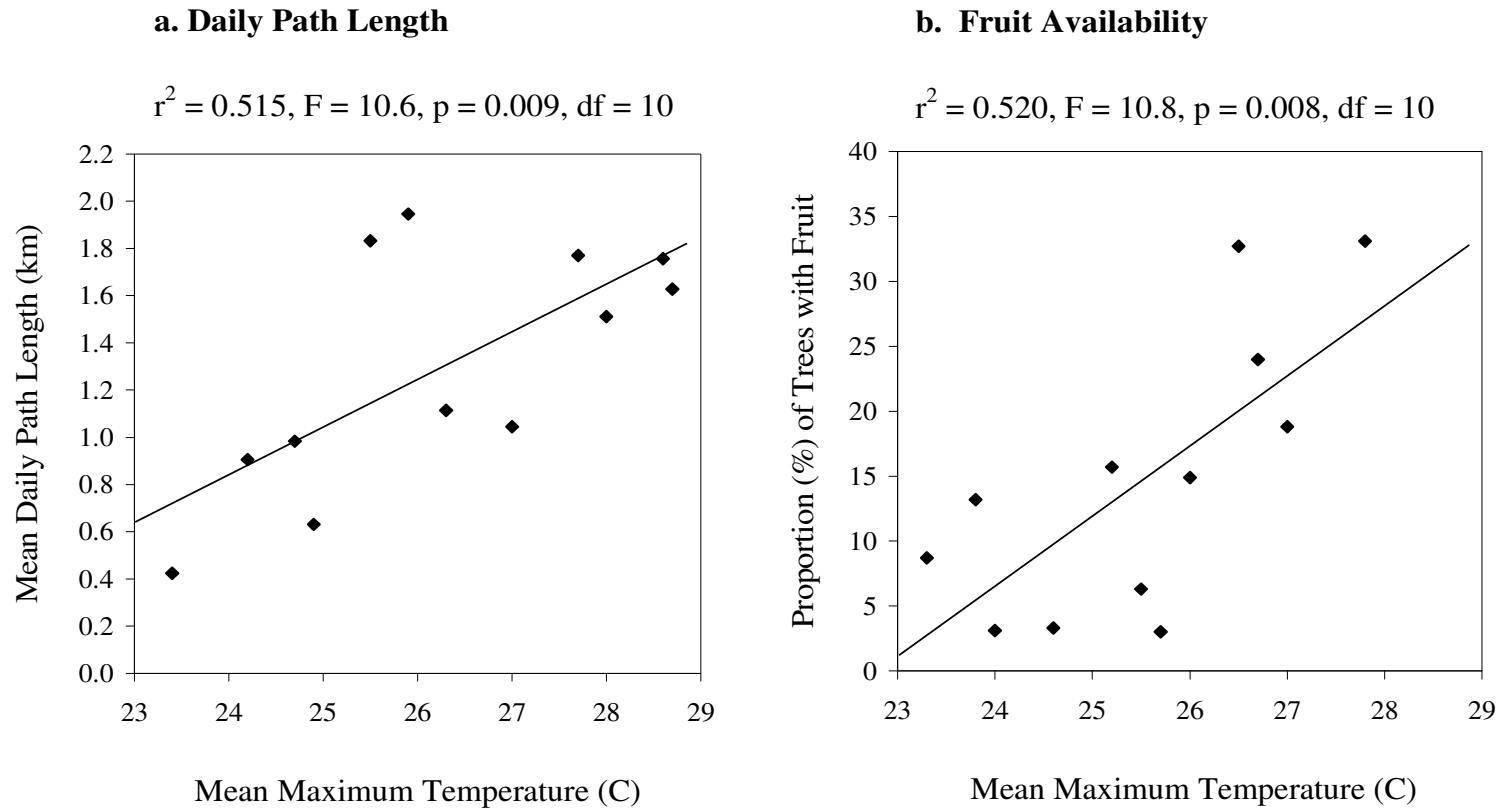 a. Daily Path Length
r² = 0.515, F = 10.6, p = 0.009, df = 10
Mean Daily Path Length (km)
2.2
2.0
1.8
1.6
1.4
1.2
1.0
0.8
0.6
0.4
0.2
0.0
23 24 25 26 27 28 29
Mean Maximum Temperature (C)
b. Fruit Availability
r² = 0.520, F = 10.8, p = 0.008, df = 10
Proportion (%) of Trees with Fruit
40
35
30
25
20
15
10
5
0
23 24 25 26 27 28 29
Mean Maximum Temperature (C)